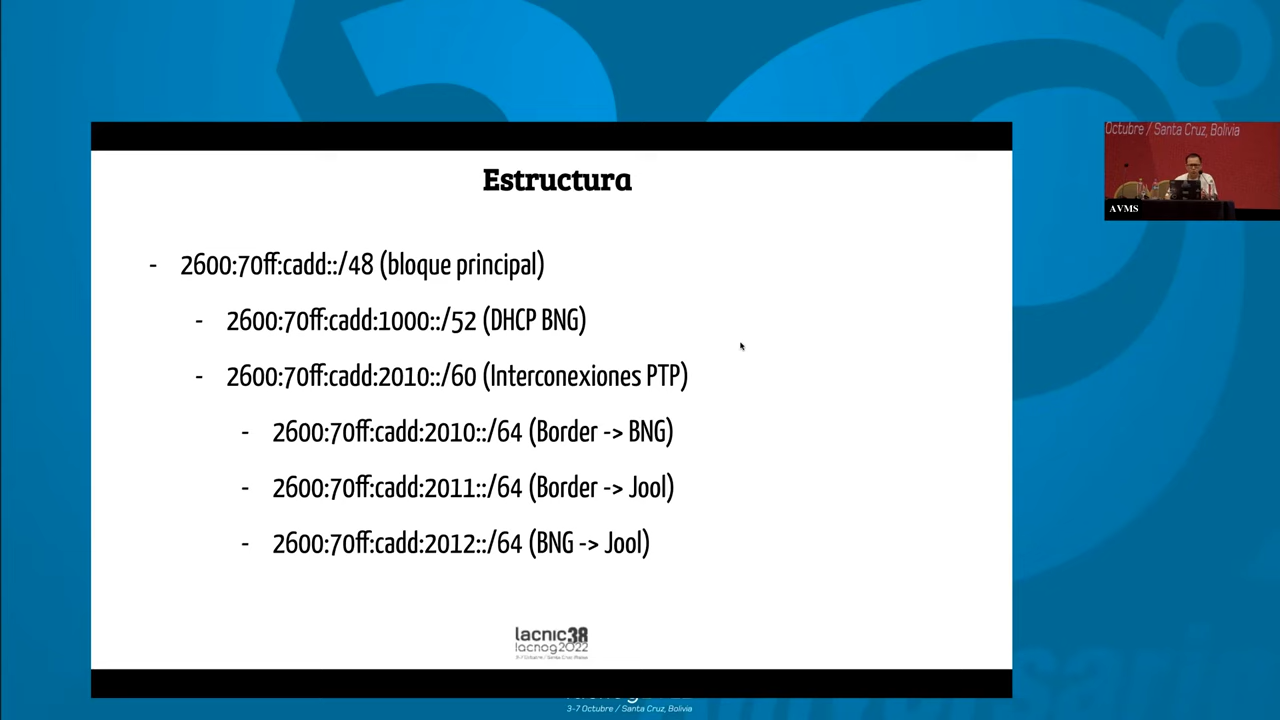 Estructura
- 2600:70ff:cadd::/48 (bloque principal)
- 2600:70ff:cadd:1000::/52 (DHCP BNG)
- 2600:70ff:cadd:2010::/60 (Interconexiones PTP)
- 2600:70ff:cadd:2010::/64 (Border -> BNG)
- 2600:70ff:cadd:2011::/64 (Border -> Jool)
- 2600:70ff:cadd:2012::/64 (BNG -> Jool)
lacnic38
lacnog2022
Octubre / Santa Cruz, Bolivia
AVMS
3-7 Octubre / Santa Cruz, Bolivia